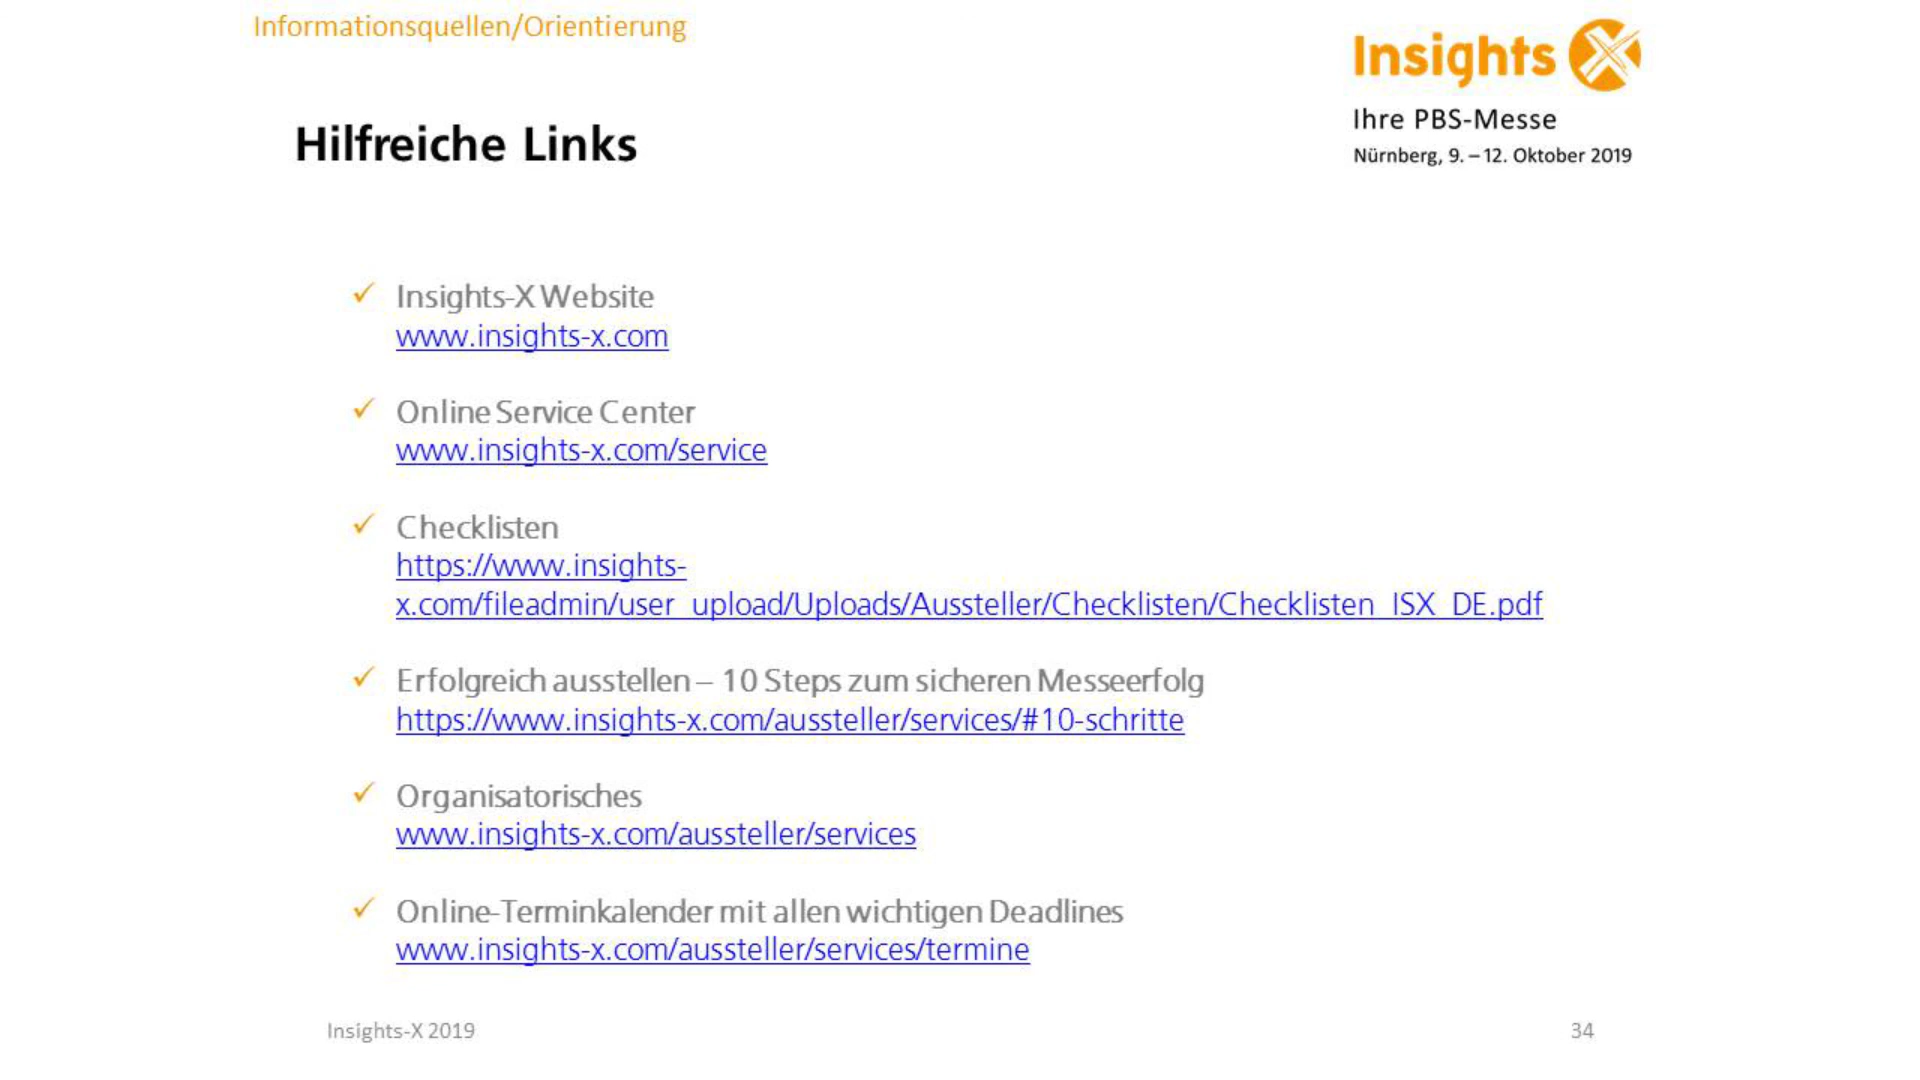 Informationsquellen/Orientierung
Insights X
Ihre PBS-Messe
Nürnberg, 9. – 12. Oktober 2019
Hilfreiche Links
Insights-X Website
www.insights-x.com
Online Service Center
www.insights-x.com/service
Checklisten
https://www.insights-
x.com/fileadmin/user_upload/Uploads/Aussteller/Checklisten/Checklisten_ISX_DE.pdf
Erfolgreich ausstellen – 10 Steps zum sicheren Messeerfolg
https://www.insights-x.com/aussteller/services/#10-schritte
Organisatorisches
www.insights-x.com/aussteller/services
Online-Terminkalender mit allen wichtigen Deadlines
www.insights-x.com/aussteller/services/termine
Insights-X 2019
34